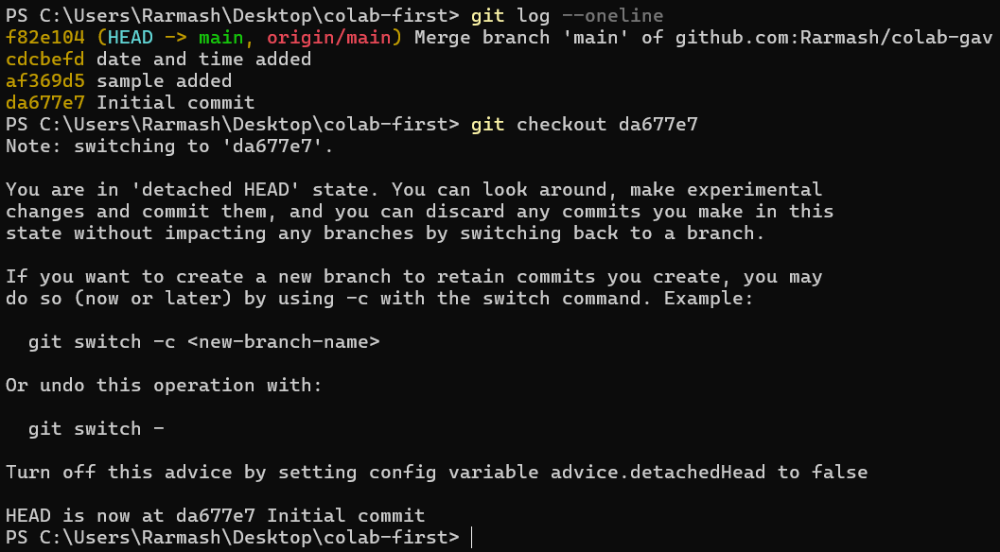 PS C:\Users\Rarmash\Desktop\colab-first> git log --oneline
f82e104 (HEAD -> main, origin/main) Merge branch 'main' of github.com:Rarmash/colab-gav
cdcbefd date and time added
af369d5 sample added
da677e7 Initial commit
PS C:\Users\Rarmash\Desktop\colab-first> git checkout da677e7
Note: switching to 'da677e7'.
You are in 'detached HEAD' state. You can look around, make experimental
changes and commit them, and you can discard any commits you make in this
state without impacting any branches by switching back to a branch.
If you want to create a new branch to retain commits you create, you may
do so (now or later) by using -c with the switch command. Example:
git switch -c <new-branch-name>
Or undo this operation with:
git switch -
Turn off this advice by setting config variable advice.detachedHead to false
HEAD is now at da677e7 Initial commit
PS C:\Users\Rarmash\Desktop\colab-first>